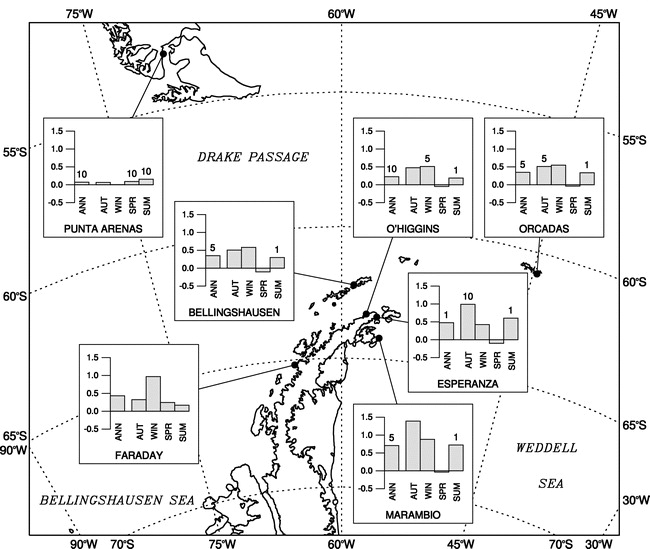 75°W 60°W 45°W
DRAKE PASSAGE
55°S
55°S
1.5
1.0
0.5
0.0
-0.5
10 10 10
ANN AUT WIN SPR SUM
PUNTA ARENAS
1.5
1.0
0.5
0.0
-0.5
10 5 1
ANN AUT WIN SPR SUM
O'HIGGINS
1.5
1.0
0.5
0.0
-0.5
5 5 1
ANN AUT WIN SPR SUM
ORCADAS
1.5
1.0
0.5
0.0
-0.5
5 1
ANN AUT WIN SPR SUM
BELLINGSHAUSEN
60°S
60°S
1.5
1.0
0.5
0.0
-0.5
1 10 1
ANN AUT WIN SPR SUM
ESPERANZA
1.5
1.0
0.5
0.0
-0.5
ANN AUT WIN SPR SUM
FARADAY
1.5
1.0
0.5
0.0
-0.5
5 1
ANN AUT WIN SPR SUM
MARAMBIO
65°S
90°W
65°S
WEDDELL
SEA
BELLINGSHAUSEN SEA
30°W
90°W 70°S 75°W 60°W 45°W 70°S 30°W